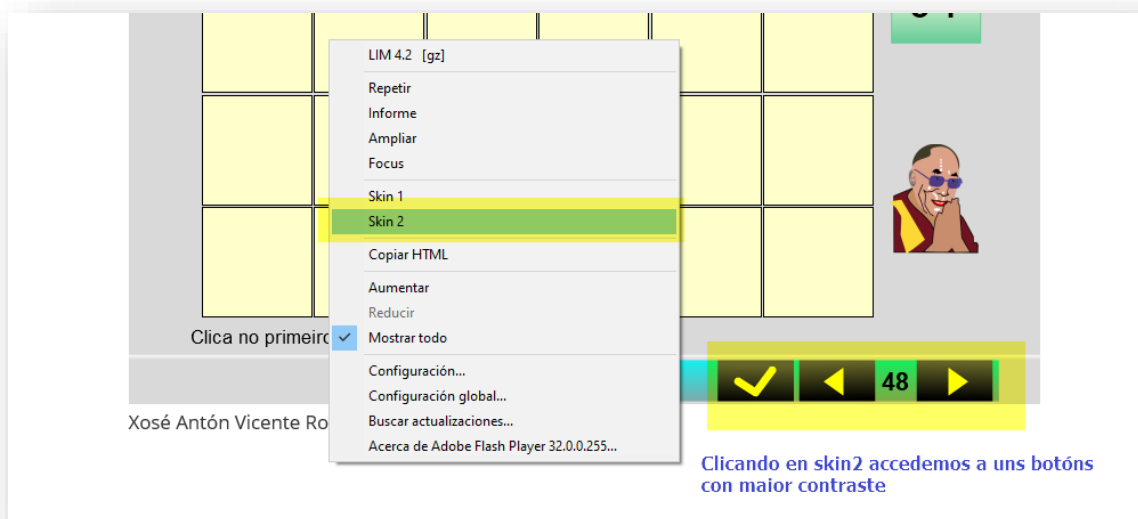 LIM 4.2 [gz]
Repetir
Informe
Ampliar
Focus
Skin 1
Skin 2
Copiar HTML
Aumentar
Reducir
Clica no primeiro
Mostrar todo
Configuración...
48
Configuración global...
Xosé Antón Vicente Ro
Buscar actualizaciones...
Acerca de Adobe Flash Player 32.0.0.255...
Clicando en skin2 accedemos a uns botóns
con maior contraste